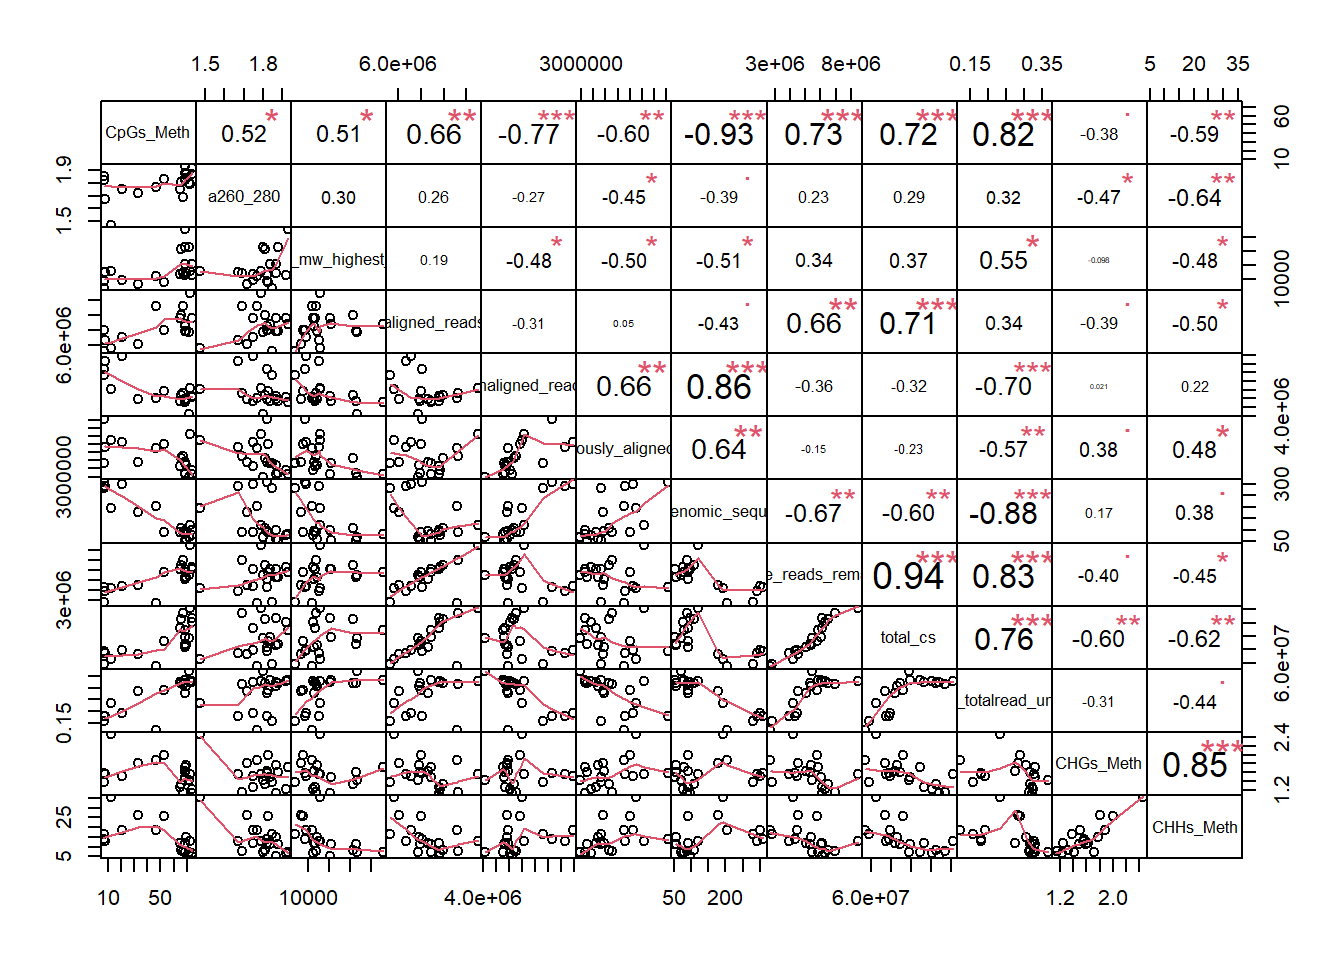 1.5 1.8 6.0e+06 3000000 3e+06 8e+06 0.15 0.35 5 20 35
CpGs_Meth 0.52 * 0.51 * 0.66 ** -0.77 *** -0.60 ** -0.93 *** 0.73 *** 0.72 *** 0.82 *** -0.38 . -0.59 ** 10 60
1.5 1.9 a260_280 0.30 0.26 -0.27 -0.45 * -0.39 . 0.23 0.29 0.32 -0.47 * -0.64 **
_mw_highest_ 0.19 -0.48 * -0.50 * -0.51 * 0.34 0.37 0.55 * -0.098 -0.48 * 10000
6.0e+06 aligned_reads -0.31 0.05 -0.43 . 0.66 ** 0.71 *** 0.34 -0.39 . -0.50 *
naligned_read 0.66 ** 0.86 *** -0.36 -0.32 -0.70 *** 0.021 0.22 4.0e+06
3000000 ously_aligned 0.64 ** -0.15 -0.23 -0.57 ** 0.38 . 0.48 *
enomic_sequ -0.67 ** -0.60 ** -0.88 *** 0.17 0.38 . 50 300
3e+06 e_reads_rema 0.94 *** 0.83 *** -0.40 . -0.45 *
total_cs 0.76 *** -0.60 ** -0.62 ** 6.0e+07
0.15 _totalread_un -0.31 -0.44 .
CHGs_Meth 0.85 *** 1.2 2.4
5 25 CHHs_Meth
10 50 10000 4.0e+06 50 200 6.0e+07 1.2 2.0